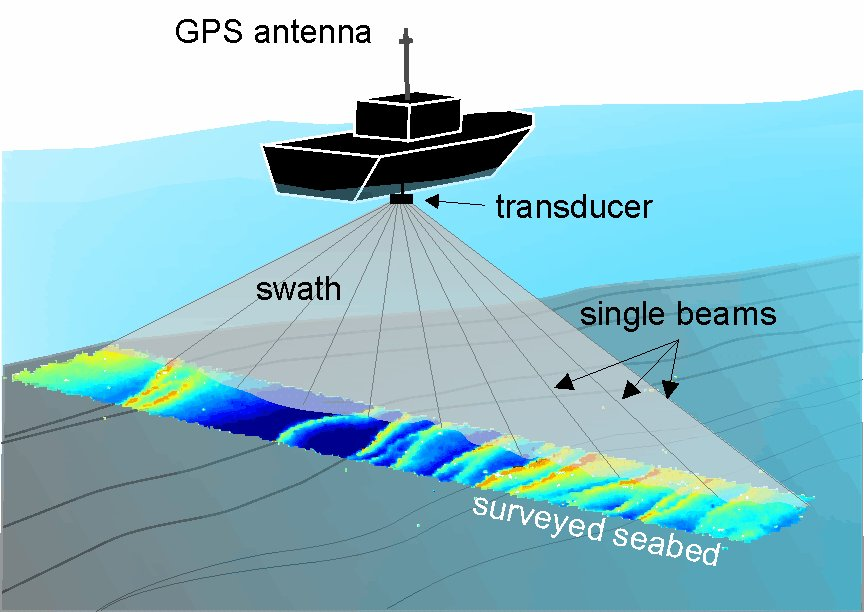 GPS antenna
transducer
swath
single beams
surveyed seabed